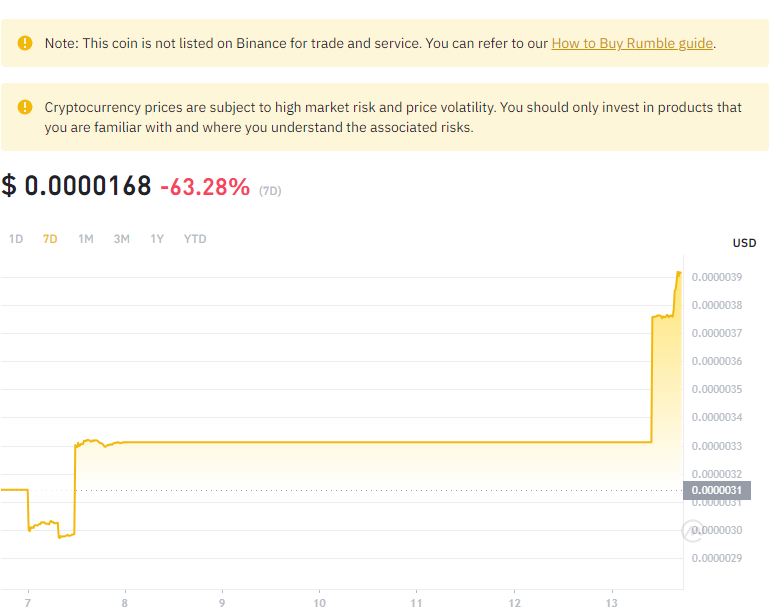 Note: This coin is not listed on Binance for trade and service. You can refer to our How to Buy Rumble guide.
Cryptocurrency prices are subject to high market risk and price volatility. You should only invest in products that
you are familiar with and where you understand the associated risks.
$ 0.0000168 -63.28% (7D)
1D 7D 1M 3M 1Y YTD
USD
0.0000039
0.0000038
0.0000037
0.0000036
0.0000035
0.0000034
0.0000033
0.0000032
0.0000031
0.0000031
0.0000030
0.0000029
7 8 9 10 11 12 13